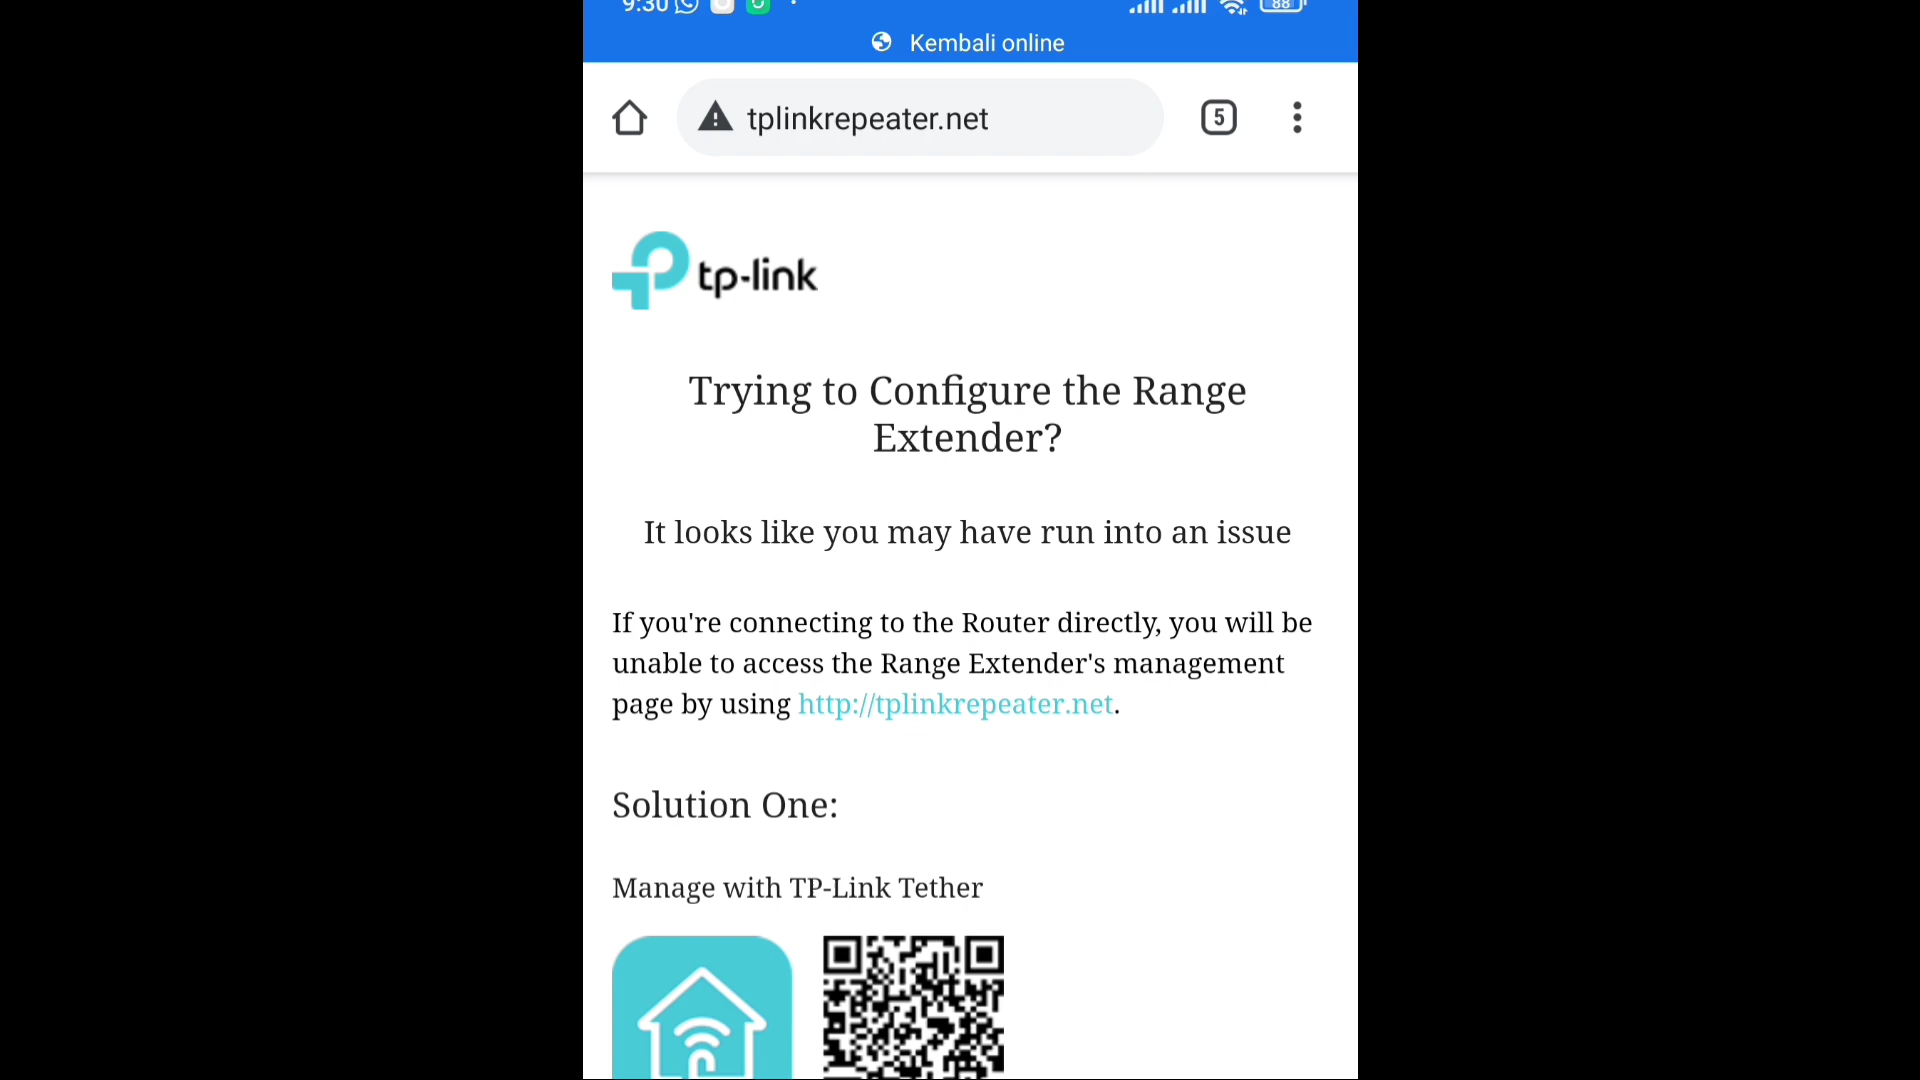 9:30
88
Kembali online
tplinkrepeater.net
5
tp-link
Trying to Configure the Range
Extender?
It looks like you may have run into an issue
If you're connecting to the Router directly, you will be
unable to access the Range Extender's management
page by using http://tplinkrepeater.net.
Solution One:
Manage with TP-Link Tether